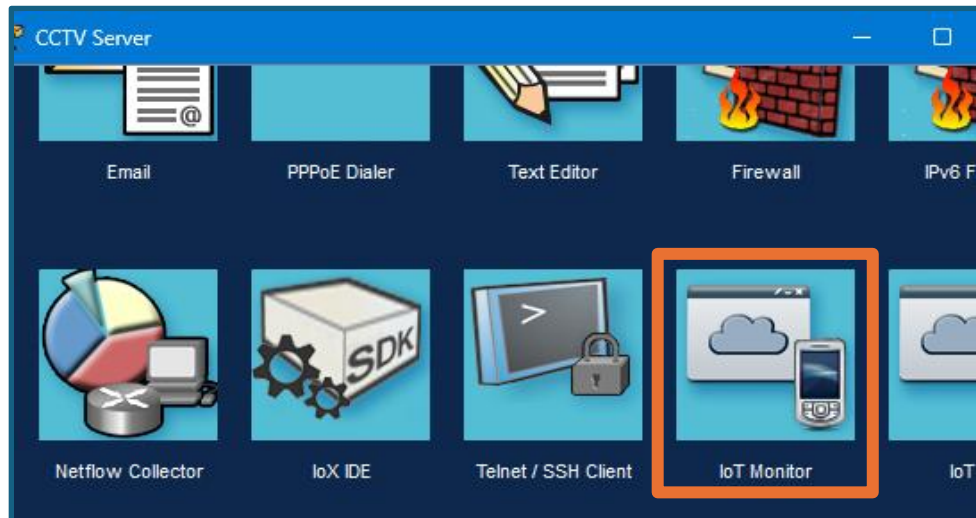 CCTV Server
@
Email
PPPoE Dialer
Text Editor
Firewall
IPv6 F
SDK
>
Netflow Collector
IoX IDE
Telnet / SSH Client
IoT Monitor
IoT